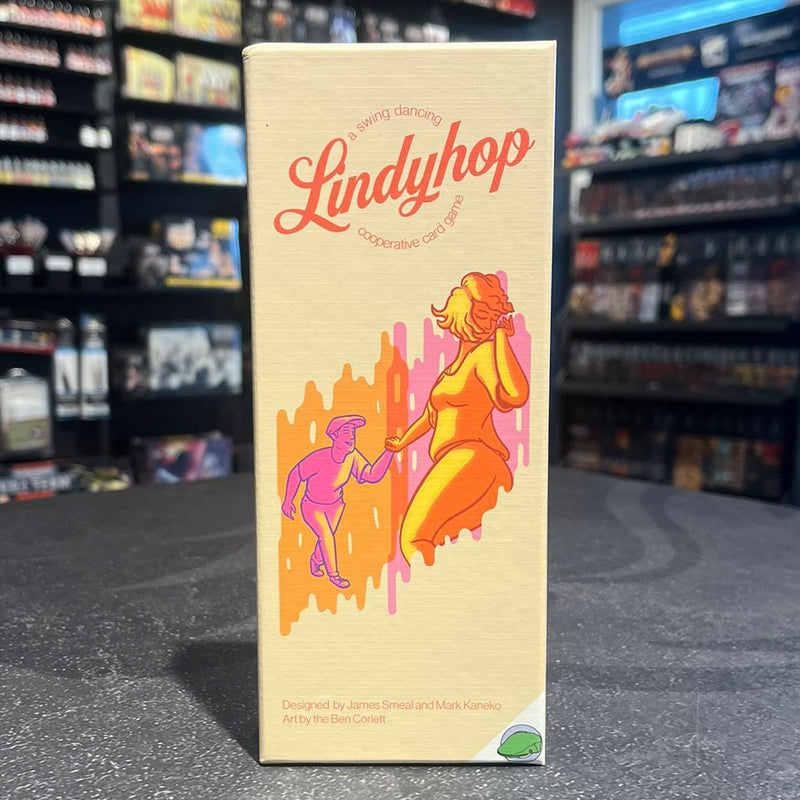 a swing dancing
Lindyhop
cooperative card game
Designed by James Smeal and Mark Kaneko
Art by the Ben Corlett